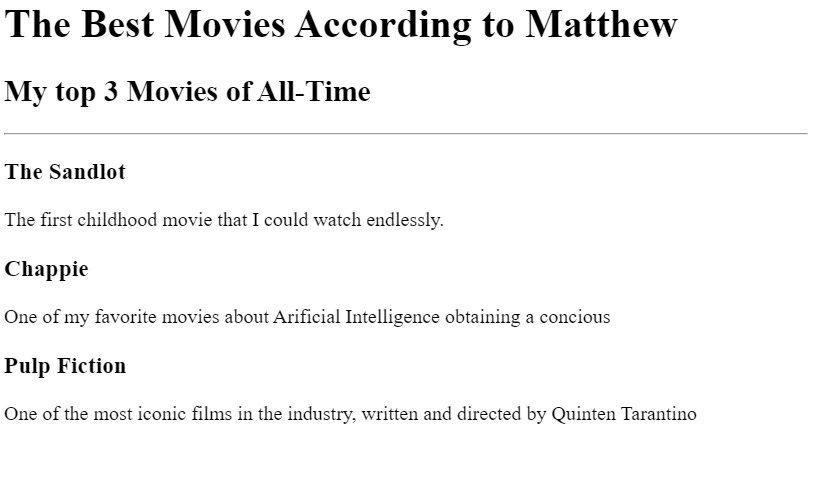 The Best Movies According to Matthew
My top 3 Movies of All-Time
The Sandlot
The first childhood movie that I could watch endlessly.
Chappie
One of my favorite movies about Arificial Intelligence obtaining a concious
Pulp Fiction
One of the most iconic films in the industry, written and directed by Quinten Tarantino